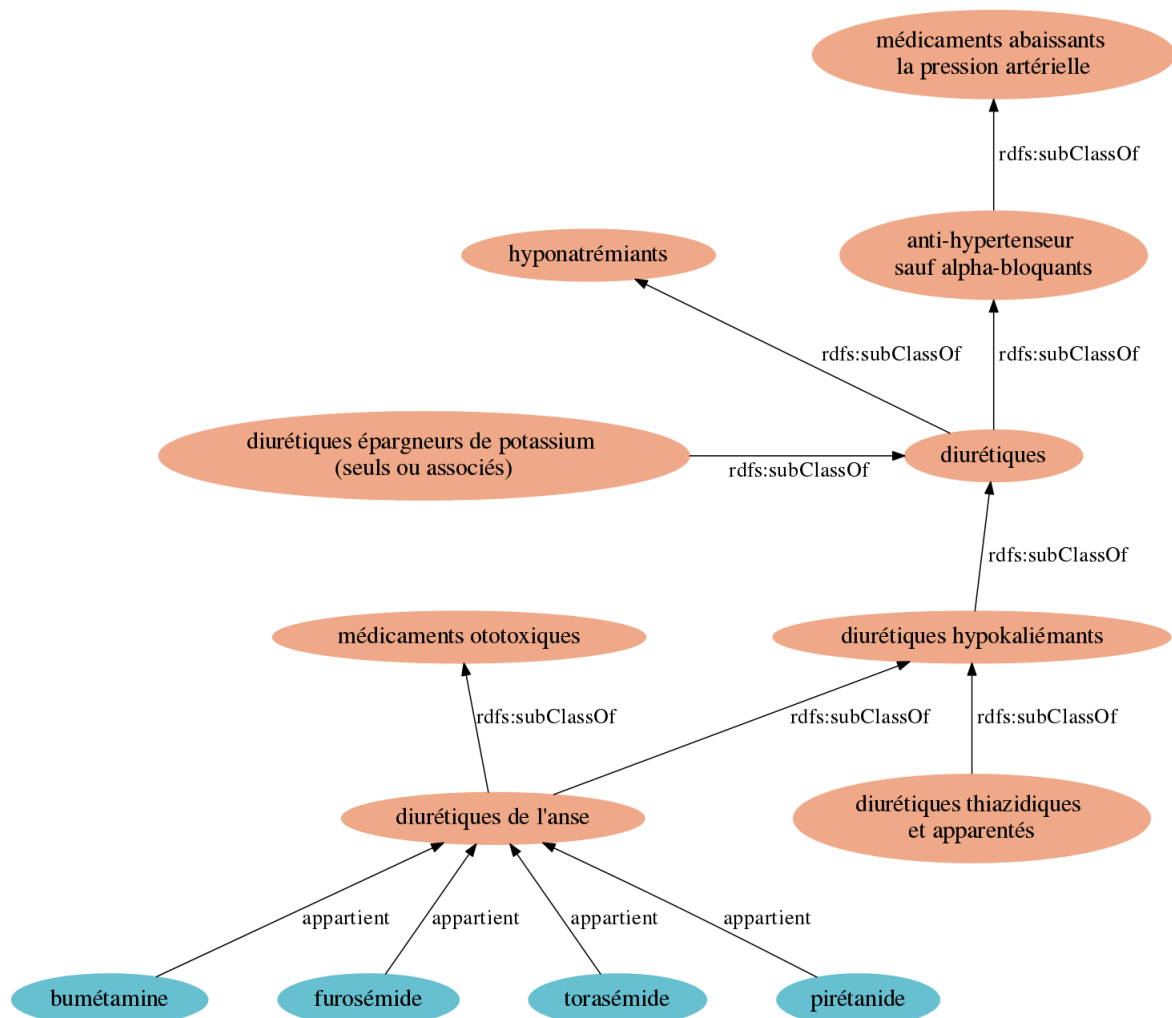 médicaments abaissants
la pression artérielle
rdfs:subClassOf
anti-hypertenseur
sauf alpha-bloquants
hyponatrémiants
rdfs:subClassOf
rdfs:subClassOf
diurétiques épargneurs de potassium
(seuls ou associés)
rdfs:subClassOf
diurétiques
rdfs:subClassOf
médicaments ototoxiques
diurétiques hypokaliémants
rdfs:subClassOf
rdfs:subClassOf
rdfs:subClassOf
diurétiques de l'anse
diurétiques thiazidiques
et apparentés
appartient
appartient
appartient
appartient
bumétamine
furosémide
torasémide
pirétanide